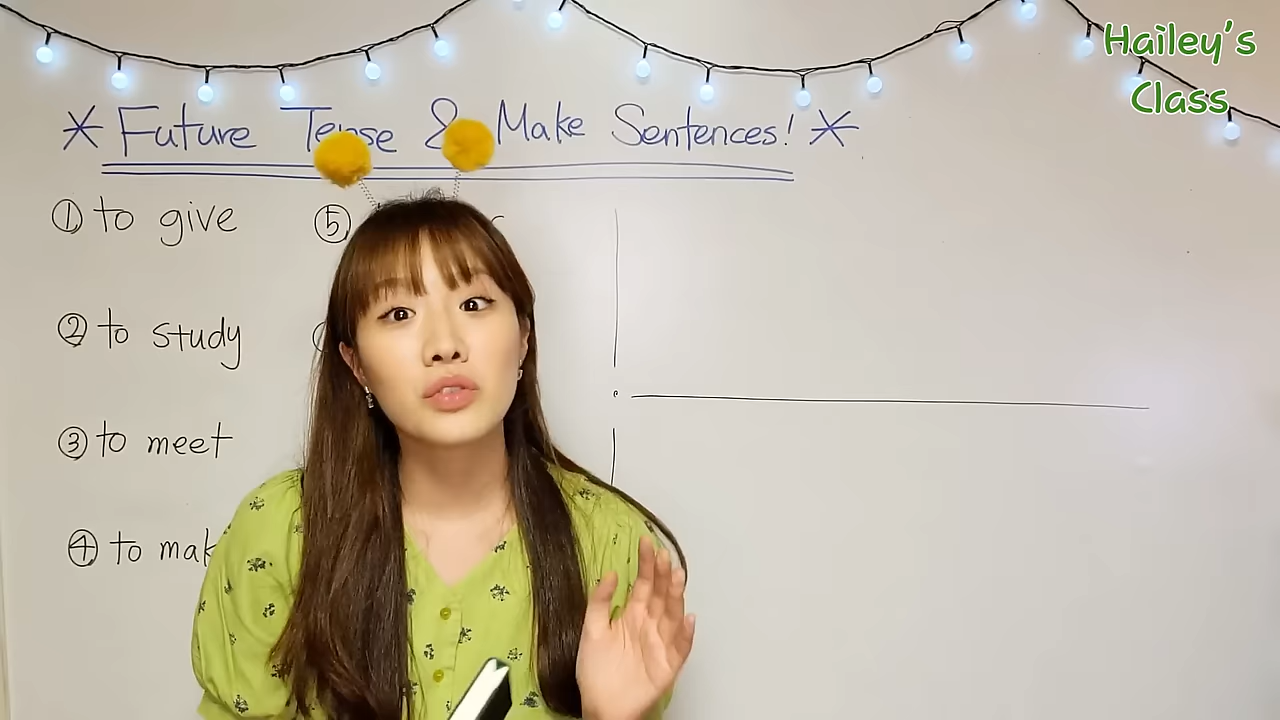 Hailey's
Class
* Future Tense & Make Sentences! *
① to give
② to study
③ to meet
④ to
⑤